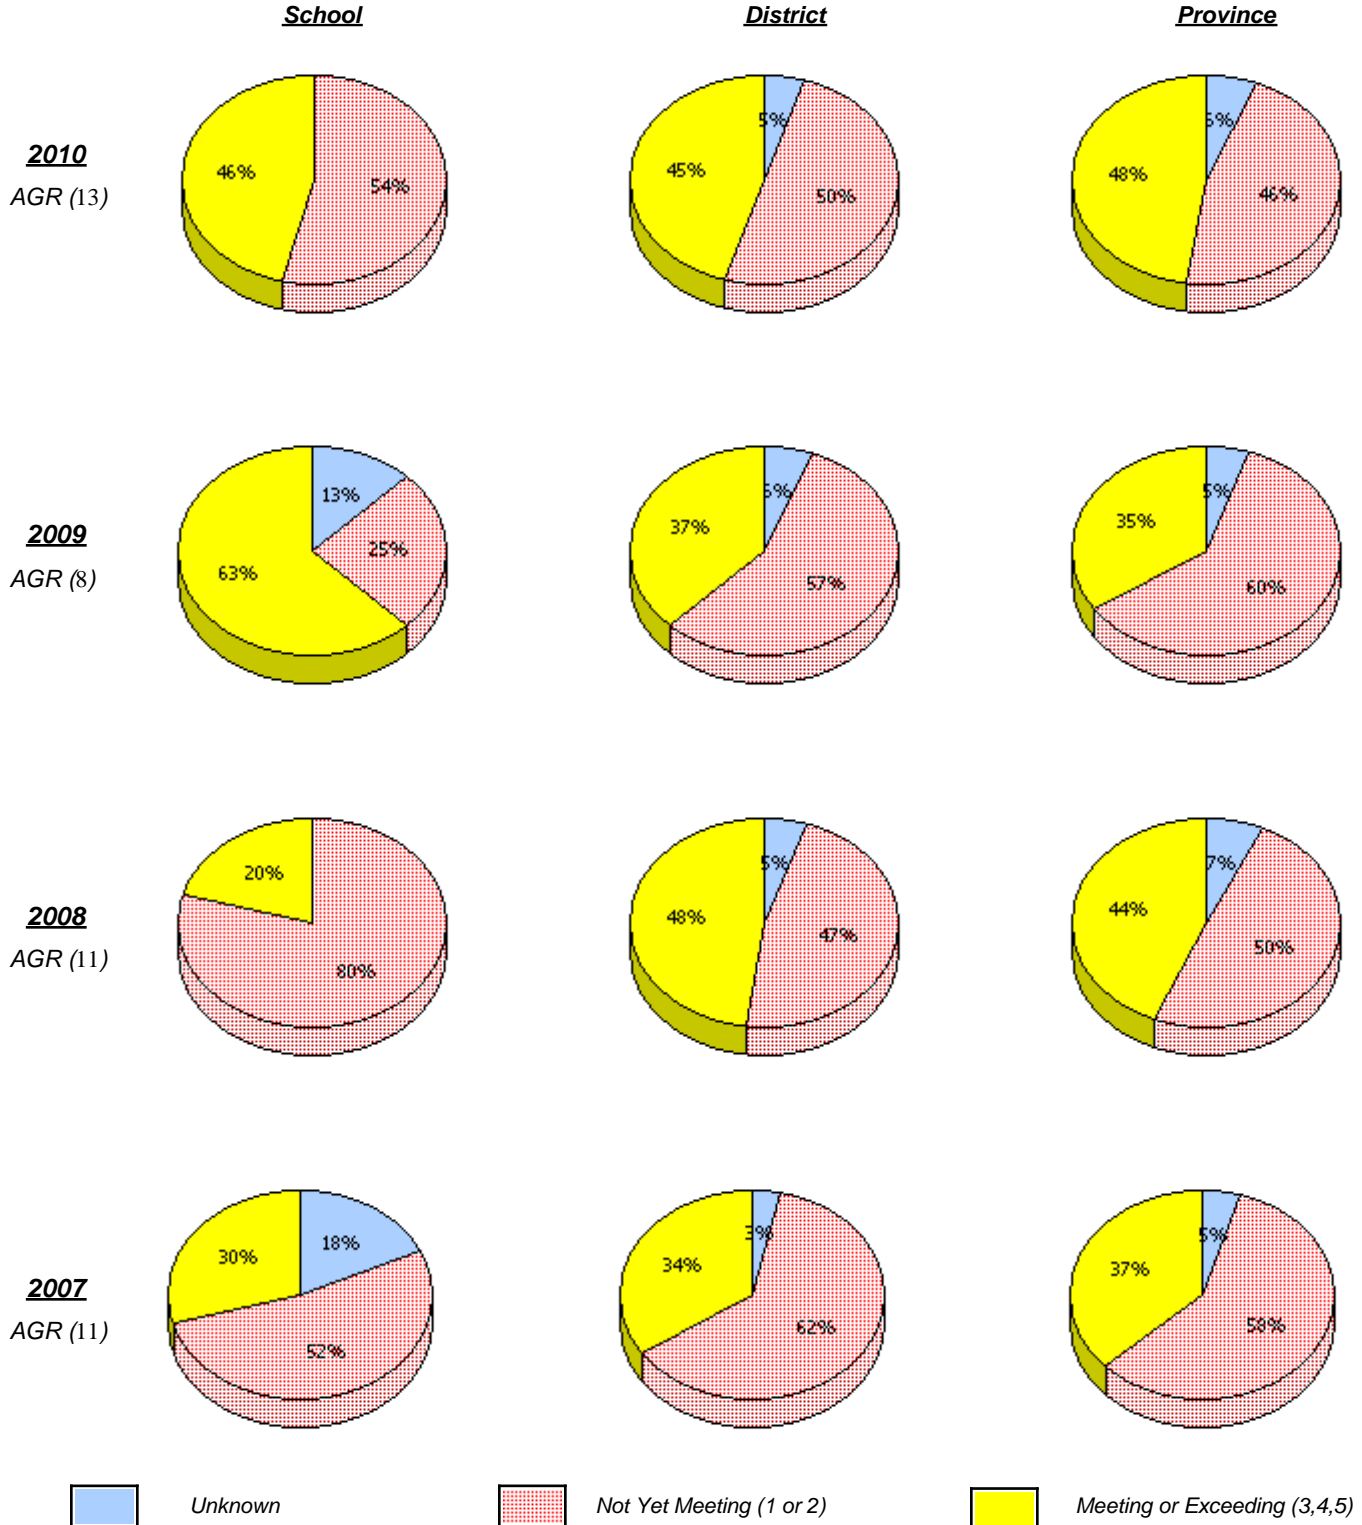 School District Province
2010
AGR (13)
46% 54%
5% 45% 50%
6% 48% 46%
2009
AGR (8)
13% 25% 63%
6% 37% 57%
5% 35% 60%
2008
AGR (11)
20% 80%
5% 48% 47%
7% 44% 50%
2007
AGR (11)
18% 30% 52%
3% 34% 62%
5% 37% 58%
Unknown Not Yet Meeting (1 or 2) Meeting or Exceeding (3,4,5)